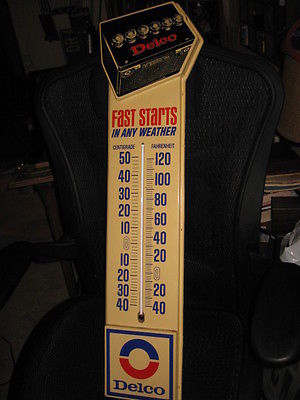 Delco
FAST STARTS
IN ANY WEATHER
CENTIGRADE FAHRENHEIT
50 120
40 100
30 80
20 60
10 40
0 20
10 0
20 20
30 40
40
Delco